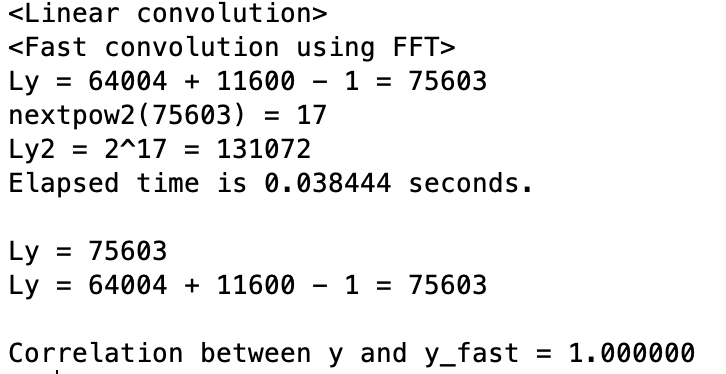 <Linear convolution>
<Fast convolution using FFT>
Ly = 64004 + 11600 − 1 = 75603
nextpow2(75603) = 17
Ly2 = 2^17 = 131072
Elapsed time is 0.038444 seconds.
Ly = 75603
Ly = 64004 + 11600 − 1 = 75603
Correlation between y and y_fast = 1.000000